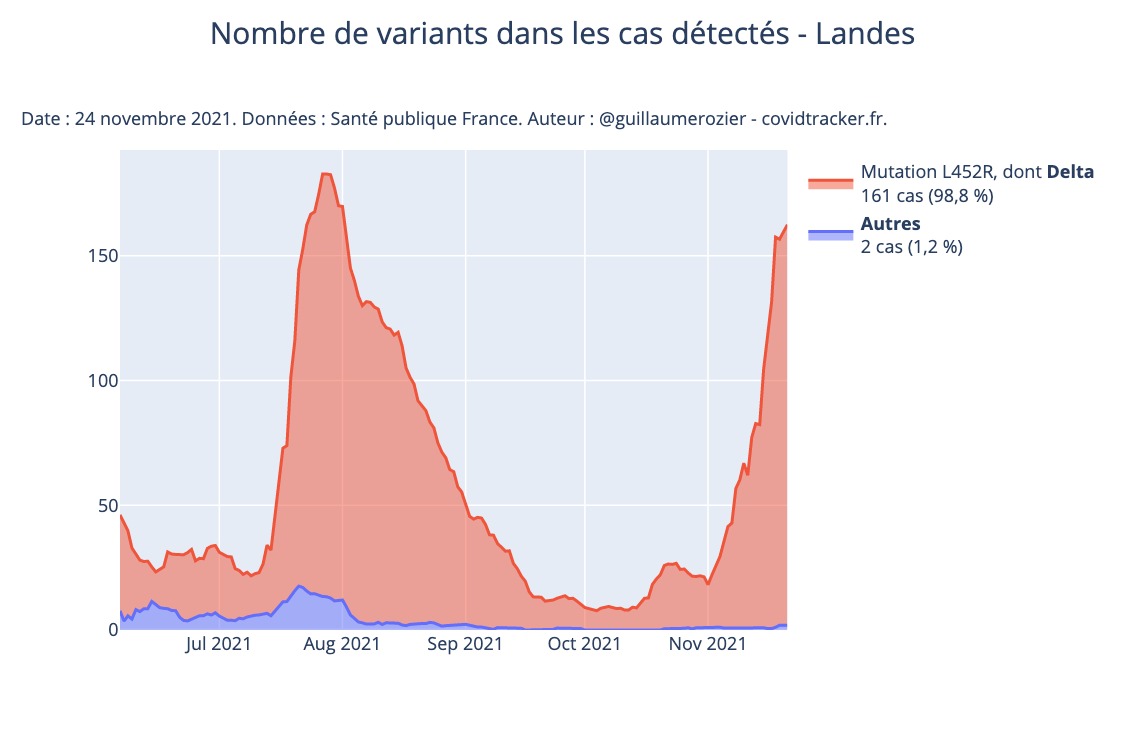 Nombre de variants dans les cas détectés - Landes
Date : 24 novembre 2021. Données : Santé publique France. Auteur : @guillaumerozier - covidtracker.fr.
Mutation L452R, dont Delta
161 cas (98,8 %)
Autres
2 cas (1,2 %)
150
100
50
0
Jul 2021 Aug 2021 Sep 2021 Oct 2021 Nov 2021